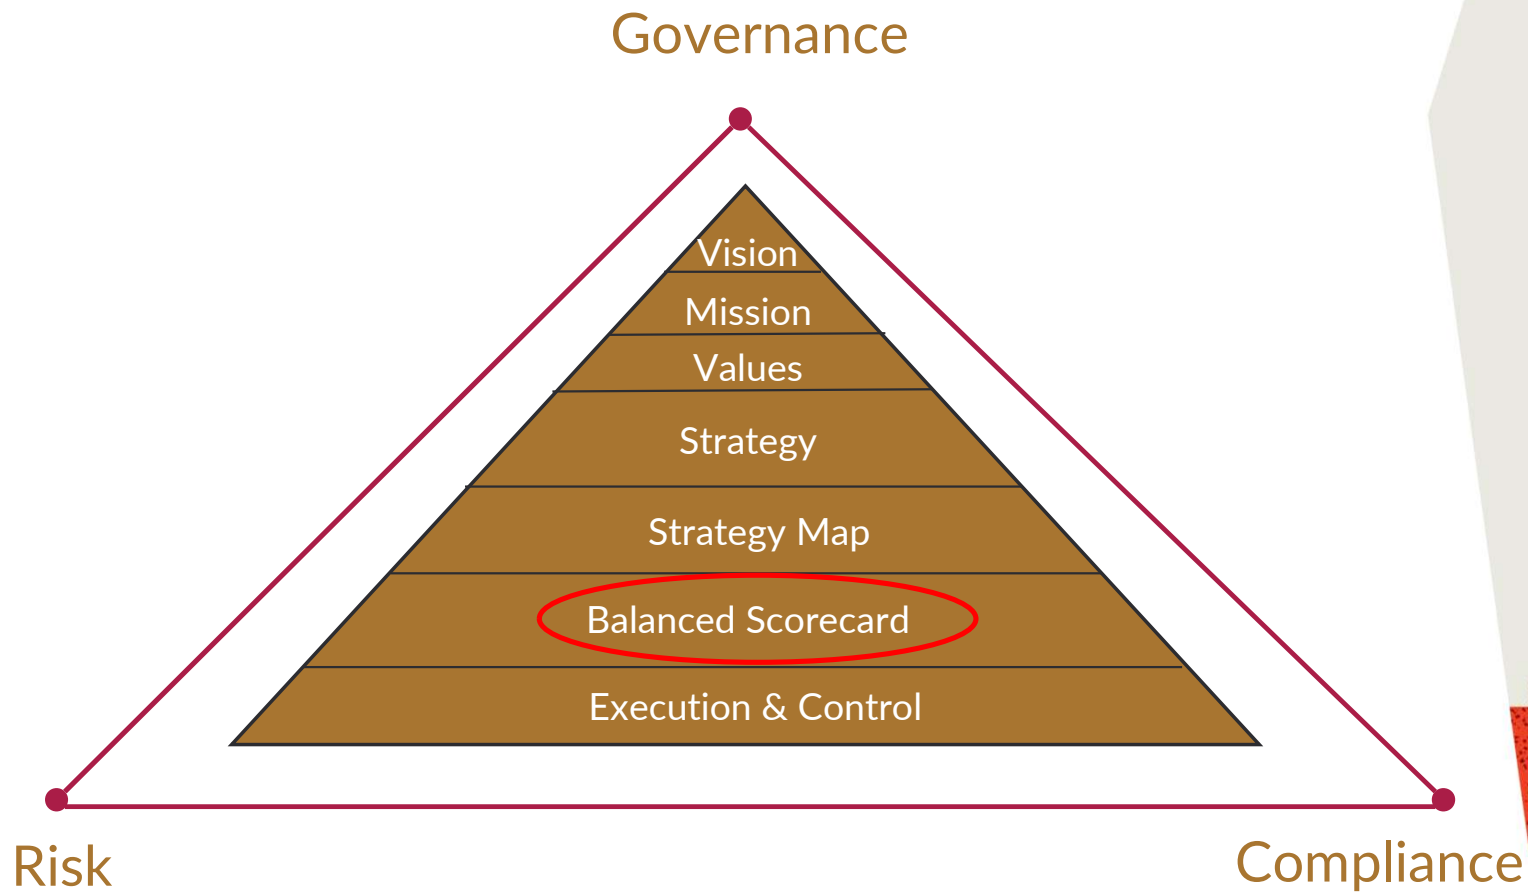 Governance
Vision
Mission
Values
Strategy
Strategy Map
Balanced Scorecard
Execution & Control
Risk
Compliance